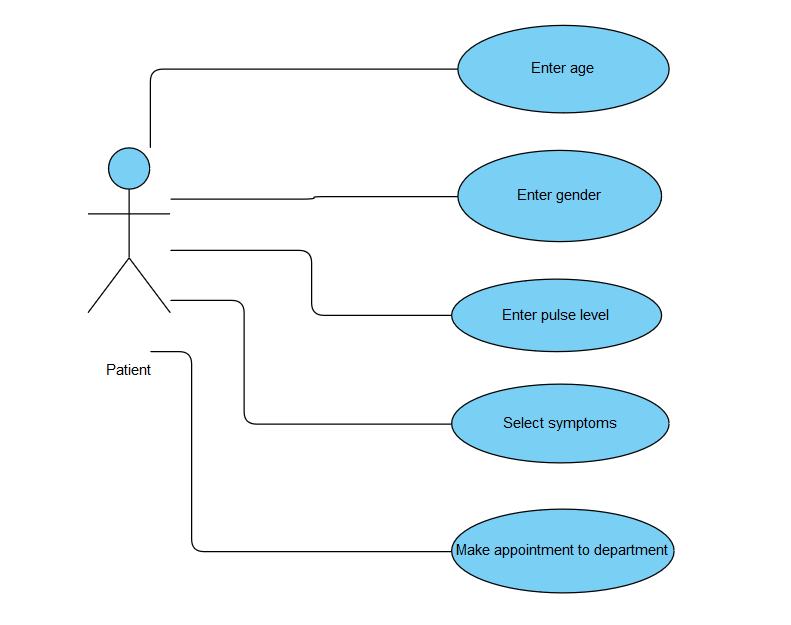 Enter age
Enter gender
Enter pulse level
Patient
Select symptoms
Make appointment to department